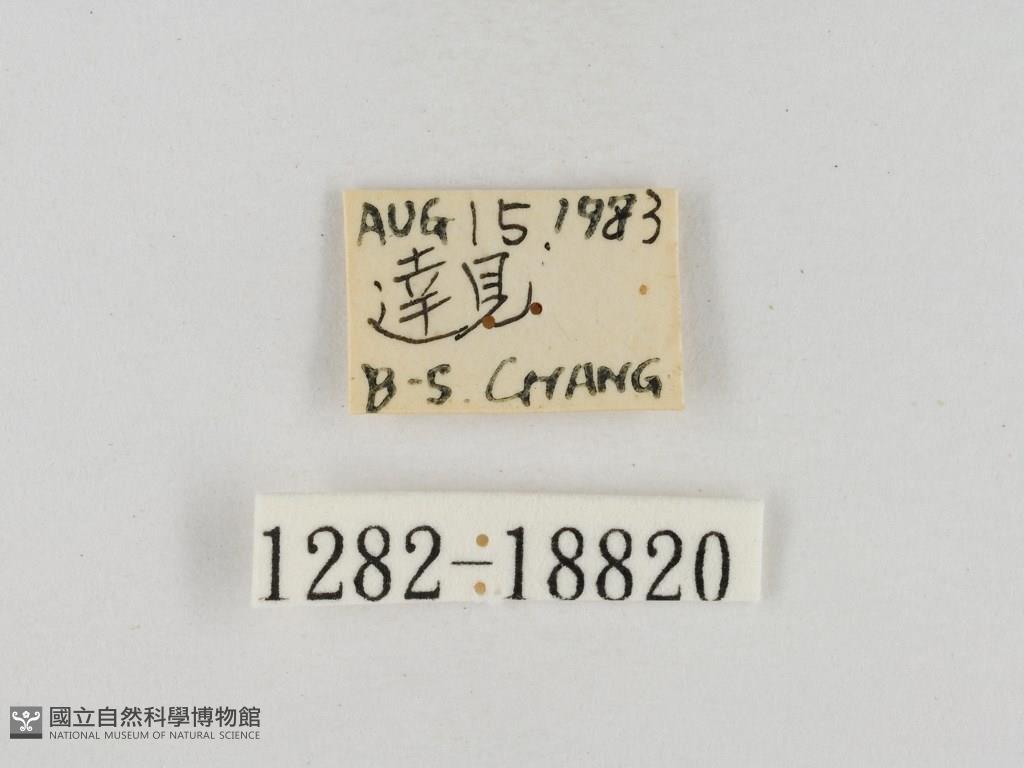 AUG 15, 1983
達見
B-S. CHANG
1282-18820
國立自然科學博物館
NATIONAL MUSEUM OF NATURAL SCIENCE